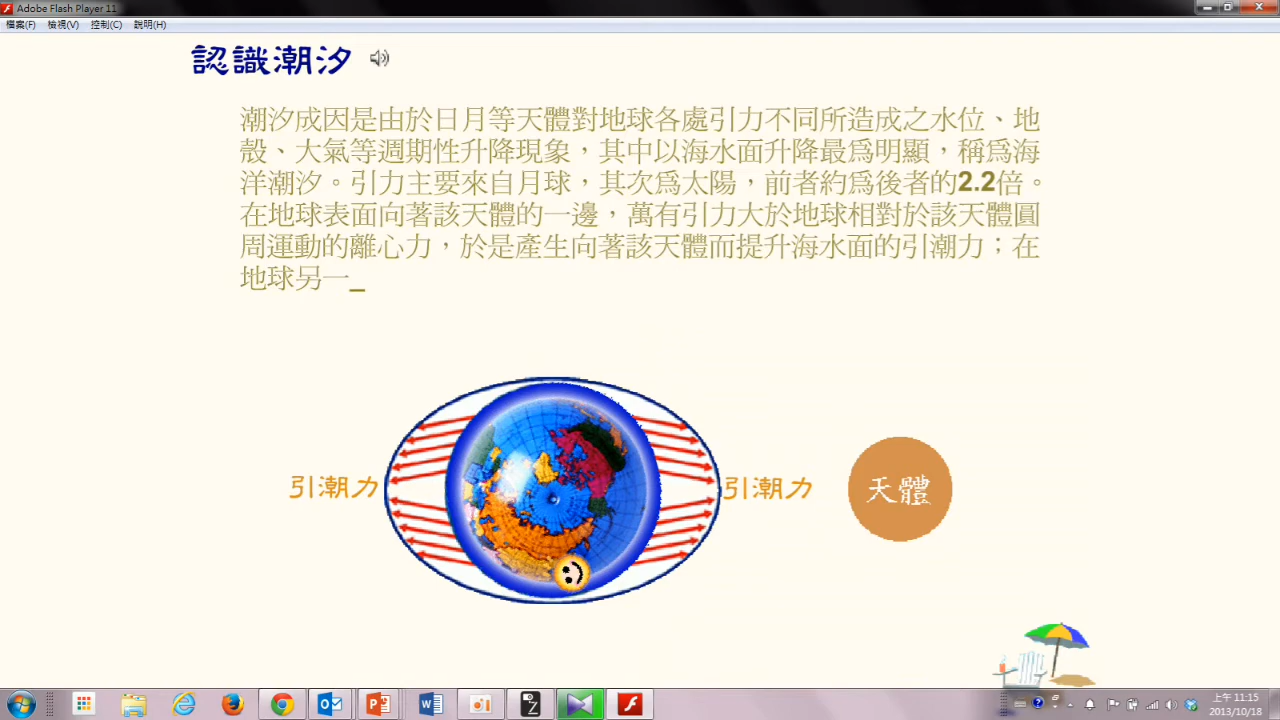 Adobe Flash Player 11
檔案(F) 檢視(V) 控制(C) 說明(H)
認識潮汐
潮汐成因是由於日月等天體對地球各處引力不同所造成之水位、地
殼、大氣等週期性升降現象，其中以海水面升降最為明顯，稱為海
洋潮汐。引力主要來自月球，其次為太陽，前者約為後者的2.2倍。
在地球表面向著該天體的一邊，萬有引力大於地球相對於該天體圓
周運動的離心力，於是產生向著該天體而提升海水面的引潮力；在
地球另一_
引潮力
引潮力
天體
上午 11:15
2013/10/18